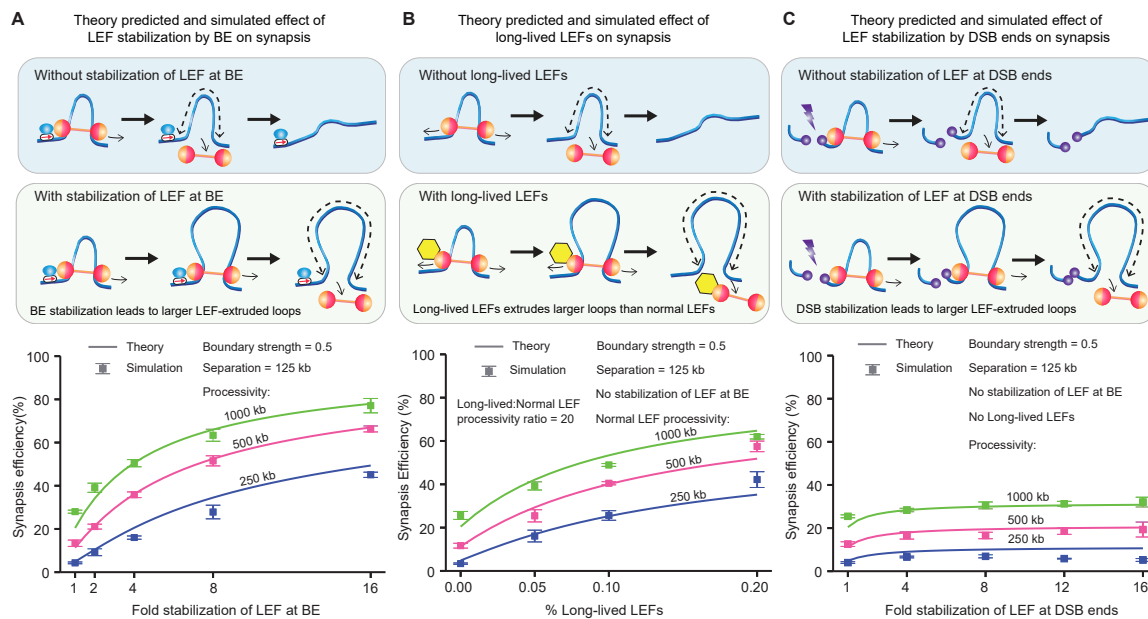 A
Theory predicted and simulated effect of
LEF stabilization by BE on synapsis
Without stabilization of LEF at BE
With stabilization of LEF at BE
BE stabilization leads to larger LEF-extruded loops
Theory
Simulation
Boundary strength = 0.5
Separation = 125 kb
Processivity:
1000 kb
500 kb
250 kb
Synapsis efficiency(%)
100
80
60
40
20
0
1
2
4
8
16
Fold stabilization of LEF at BE
B
Theory predicted and simulated effect of
long-lived LEFs on synapsis
Without long-lived LEFs
With long-lived LEFs
Long-lived LEFs extrudes larger loops than normal LEFs
Theory
Simulation
Boundary strength = 0.5
Separation = 125 kb
No stabilization of LEF at BE
Normal LEF processivity:
Long-lived:Normal LEF
processivity ratio = 20
1000 kb
500 kb
250 kb
Synapsis Efficiency (%)
100
80
60
40
20
0
0.00
0.05
0.10
0.20
% Long-lived LEFs
C
Theory predicted and simulated effect of
LEF stabilization by DSB ends on synapsis
Without stabilization of LEF at DSB ends
With stabilization of LEF at DSB ends
DSB stabilization leads to larger LEF-extruded loops
Theory
Simulation
Boundary strength = 0.5
Separation = 125 kb
No stabilization of LEF at BE
No Long-lived LEFs
Processivity:
1000 kb
500 kb
250 kb
Synapsis efficiency (%)
100
80
60
40
20
0
1
4
8
12
16
Fold stabilization of LEF at DSB ends